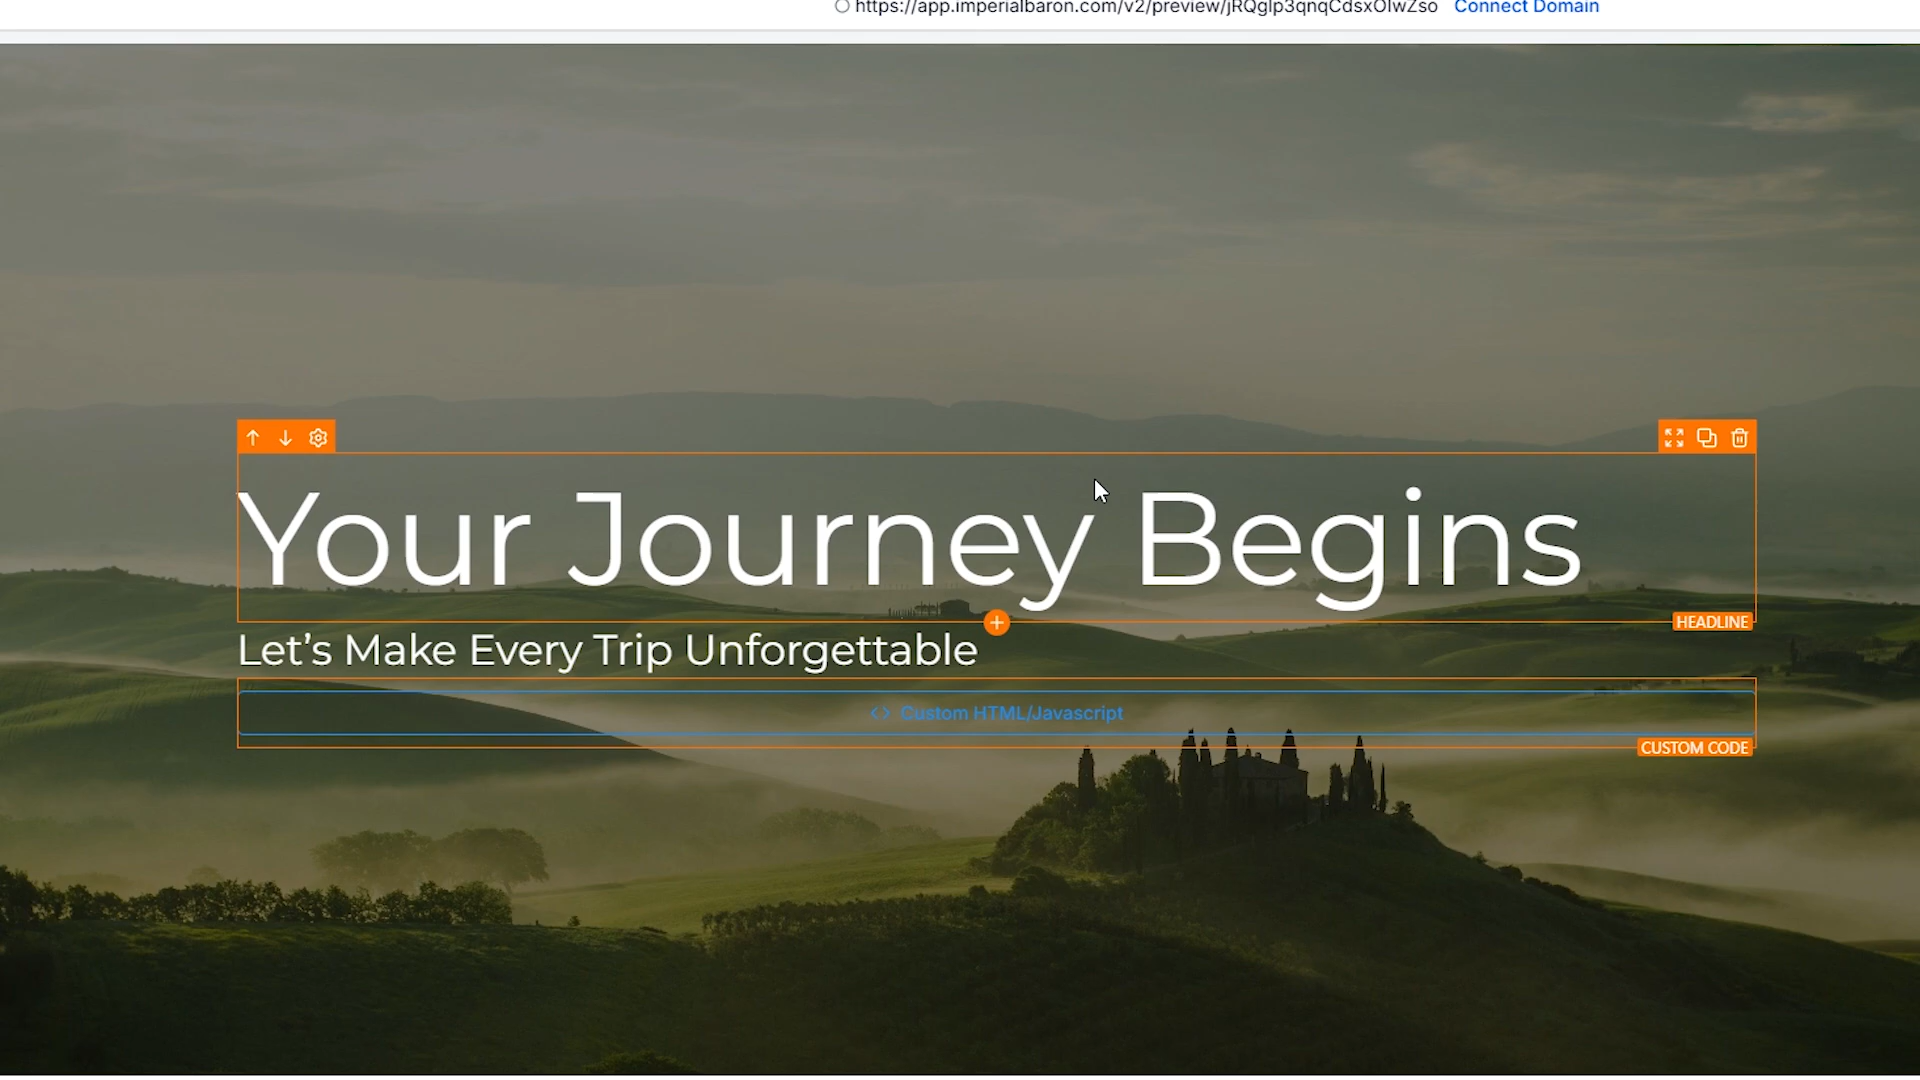 https://app.imperialbaron.com/v2/preview/jRQglp3qnqCdsxOIwZso Connect Domain
Your Journey Begins
HEADLINE
Let's Make Every Trip Unforgettable
<> Custom HTML/Javascript
CUSTOM CODE